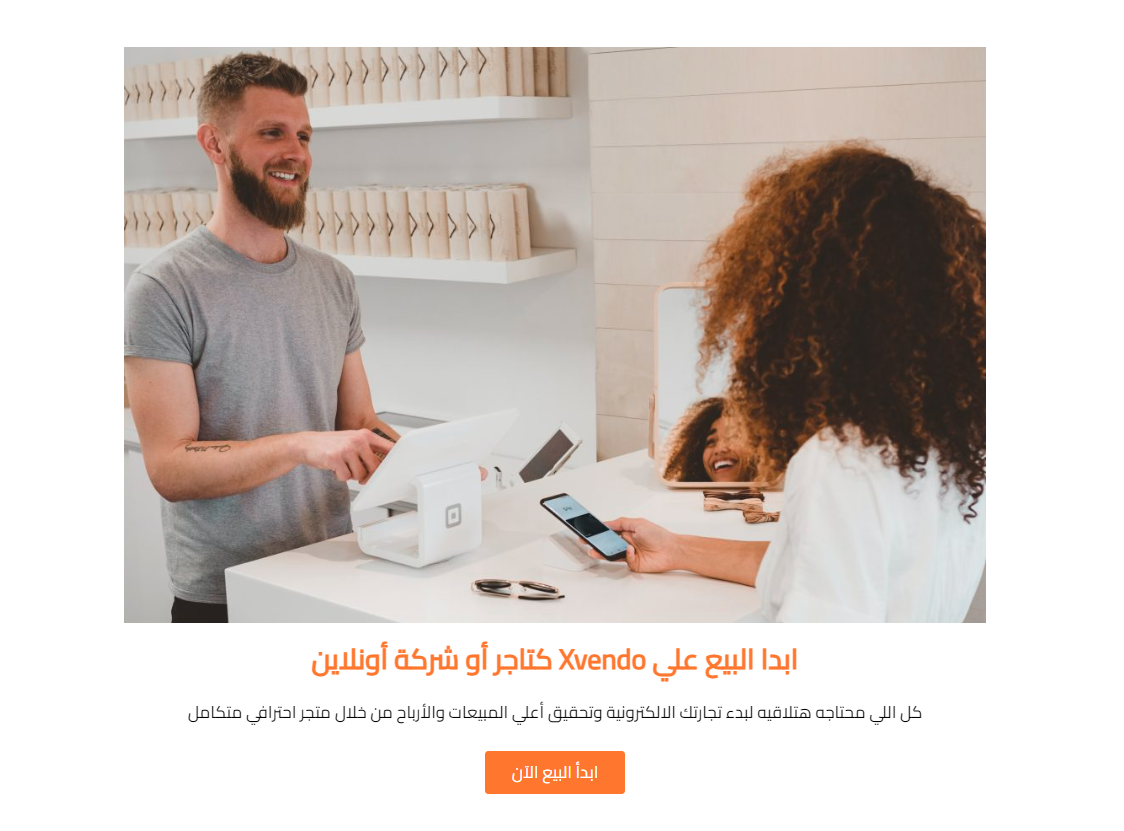 ابدا البيع علي Xvendo كتاجر أو شركة أونلاين
كل اللي محتاجه هتلاقيه لبدء تجارتك الالكترونية وتحقيق أعلي المبيعات والأرباح من خلال متجر احترافي متكامل
ابدأ البيع الآن